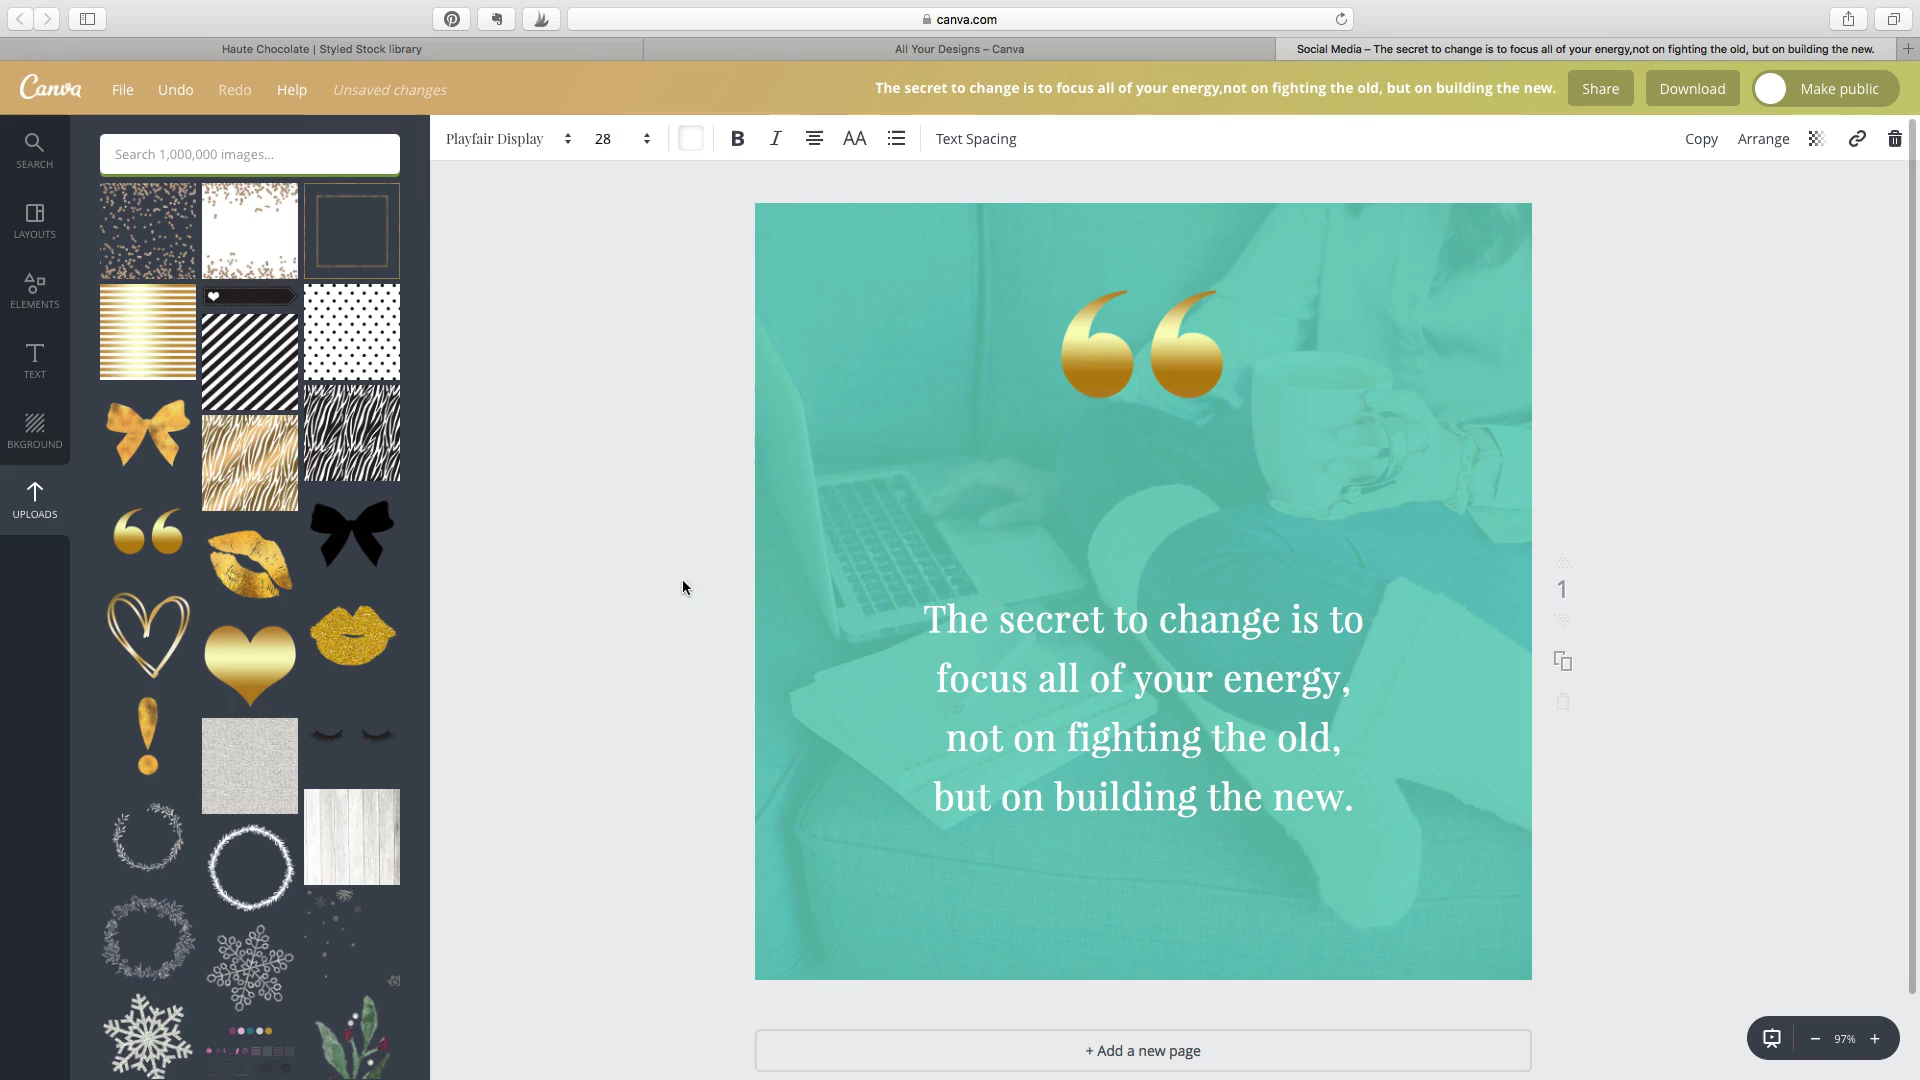 canva.com
Haute Chocolate | Styled Stock library
All Your Designs – Canva
Social Media – The secret to change is to focus all of your energy,not on fighting the old, but on building the new.
Canva
File
Undo
Redo
Help
Unsaved changes
The secret to change is to focus all of your energy,not on fighting the old, but on building the new.
Share
Download
Make public
Search 1,000,000 images...
Playfair Display
28
B
I
AA
Text Spacing
Copy
Arrange
SEARCH
LAYOUTS
ELEMENTS
TEXT
BKGROUND
UPLOADS
“
The secret to change is to
focus all of your energy,
not on fighting the old,
but on building the new.
1
+ Add a new page
97%